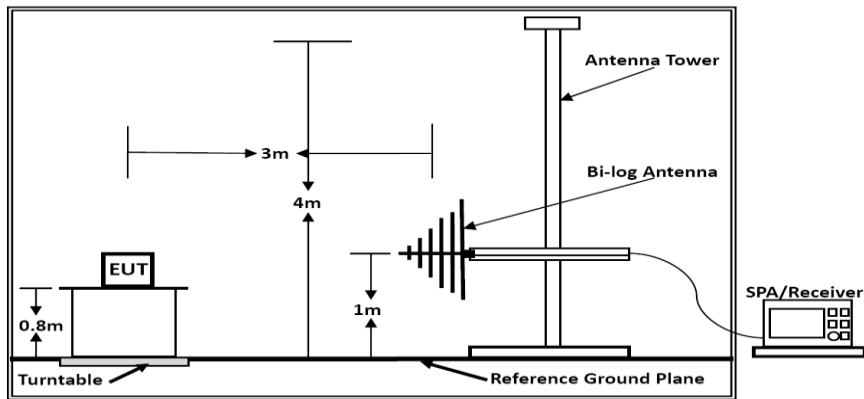 Antenna Tower
3m
Bi-log Antenna
4m
EUT
1m
SPA/Receiver
0.8m
Turntable
Reference Ground Plane